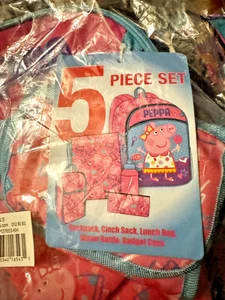 5
PIECE SET
PEPPA
Backpack, Cinch Sack, Lunch Bag,
Water Bottle, Gadget Case